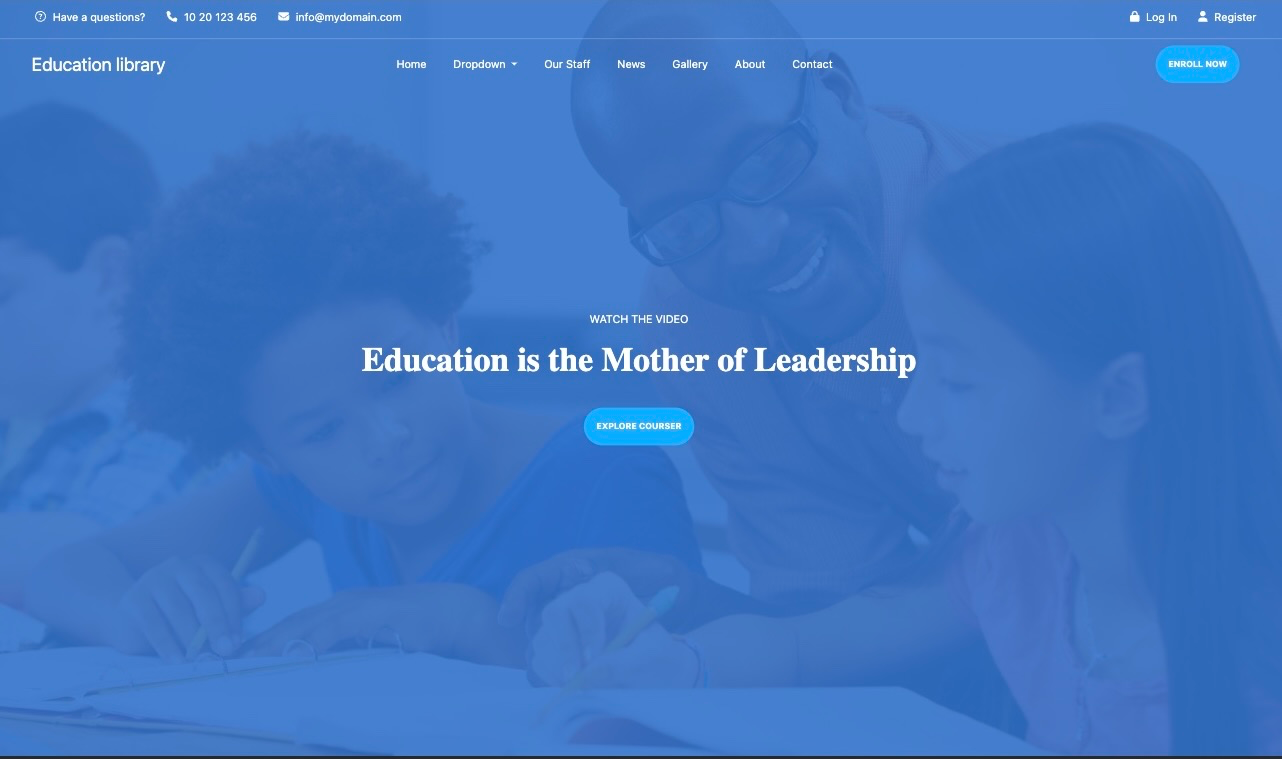 Have a questions? 10 20 123 456 info@mydomain.com Log In Register
Education library Home Dropdown Our Staff News Gallery About Contact ENROLL NOW
WATCH THE VIDEO
Education is the Mother of Leadership
EXPLORE COURSER